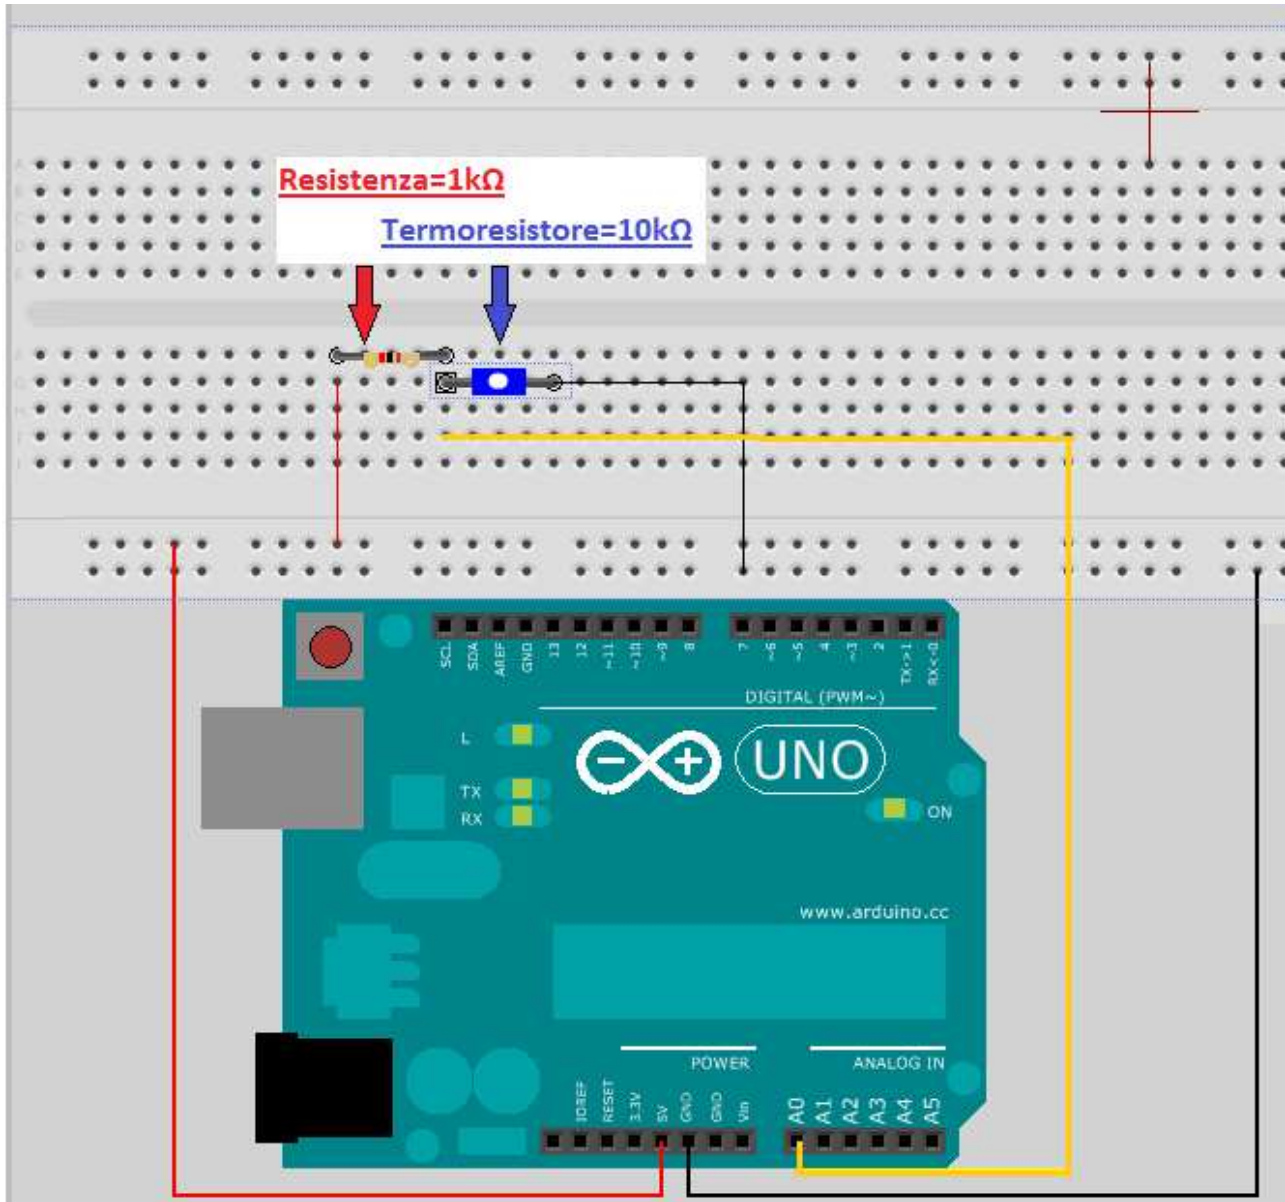 Resistenza=1kΩ
Termoresistore=10kΩ
SCL
SDA
AREF
GND
13
12
~11
~10
~9
8
7
~6
~5
4
~3
2
TX->1
RX<-0
DIGITAL (PWM~)
L
TX
RX
UNO
ON
www.arduino.cc
POWER
ANALOG IN
IOREF
RESET
3.3V
5V
GND
GND
Vin
A0
A1
A2
A3
A4
A5